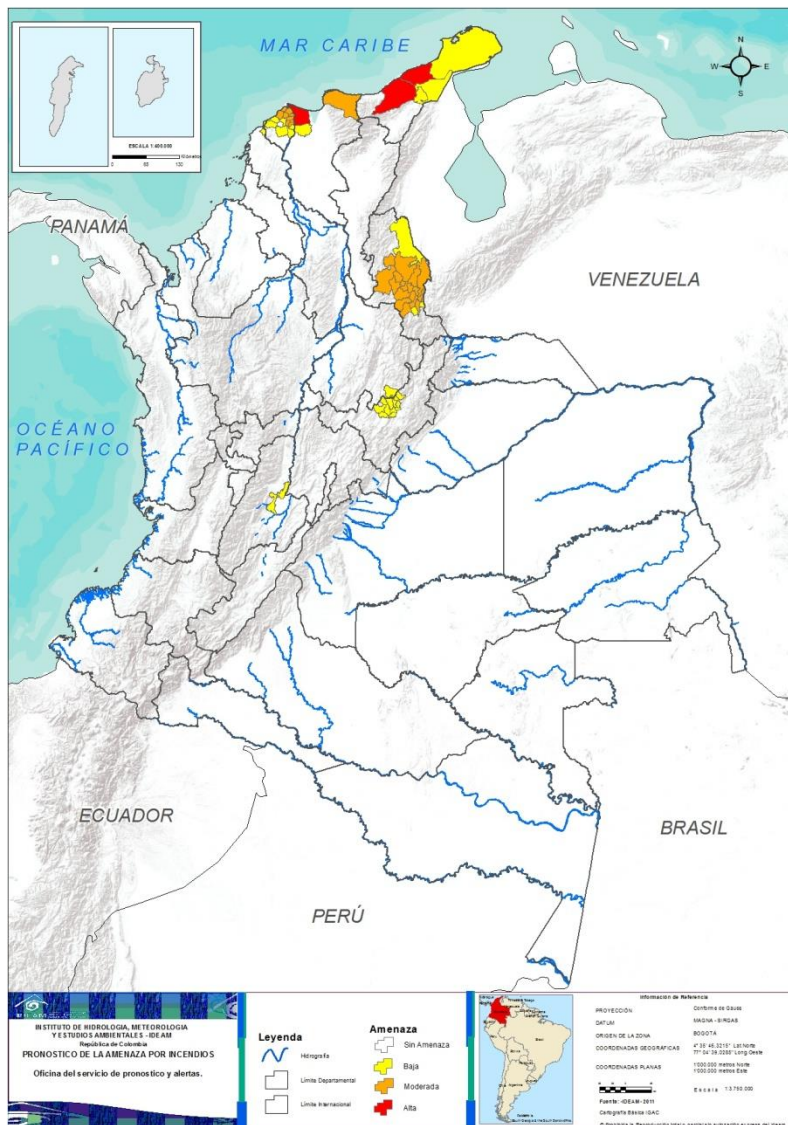 MAR CARIBE
N
W
E
S
ESCALA 1:400.000
PANAMÁ
VENEZUELA
OCÉANO
PACÍFICO
ECUADOR
BRASIL
PERÚ
INSTITUTO DE HIDROLOGIA, METEOROLOGIA
Y ESTUDIOS AMBIENTALES - IDEAM
República de Colombia
PRONOSTICO DE LA AMENAZA POR INCENDIOS
Oficina del servicio de pronostico y alertas.
Leyenda
Hidrografía
Límite Departamental
Límite Internacional
Amenaza
Sin Amenaza
Baja
Moderada
Alta
Información de Referencia
PROYECCIÓN Conforme de Gauss
DATUM MAGNA - SIRGAS
ORIGEN DE LA ZONA BOGOTÁ
COORDENADAS GEOGRÁFICAS
COORDENADAS PLANAS 1'000.000 metros Norte
1'000.000 metros Este
Escala 1:3.750.000
Fuente: -IDEAM - 2011
Cartografía Básica IGAC